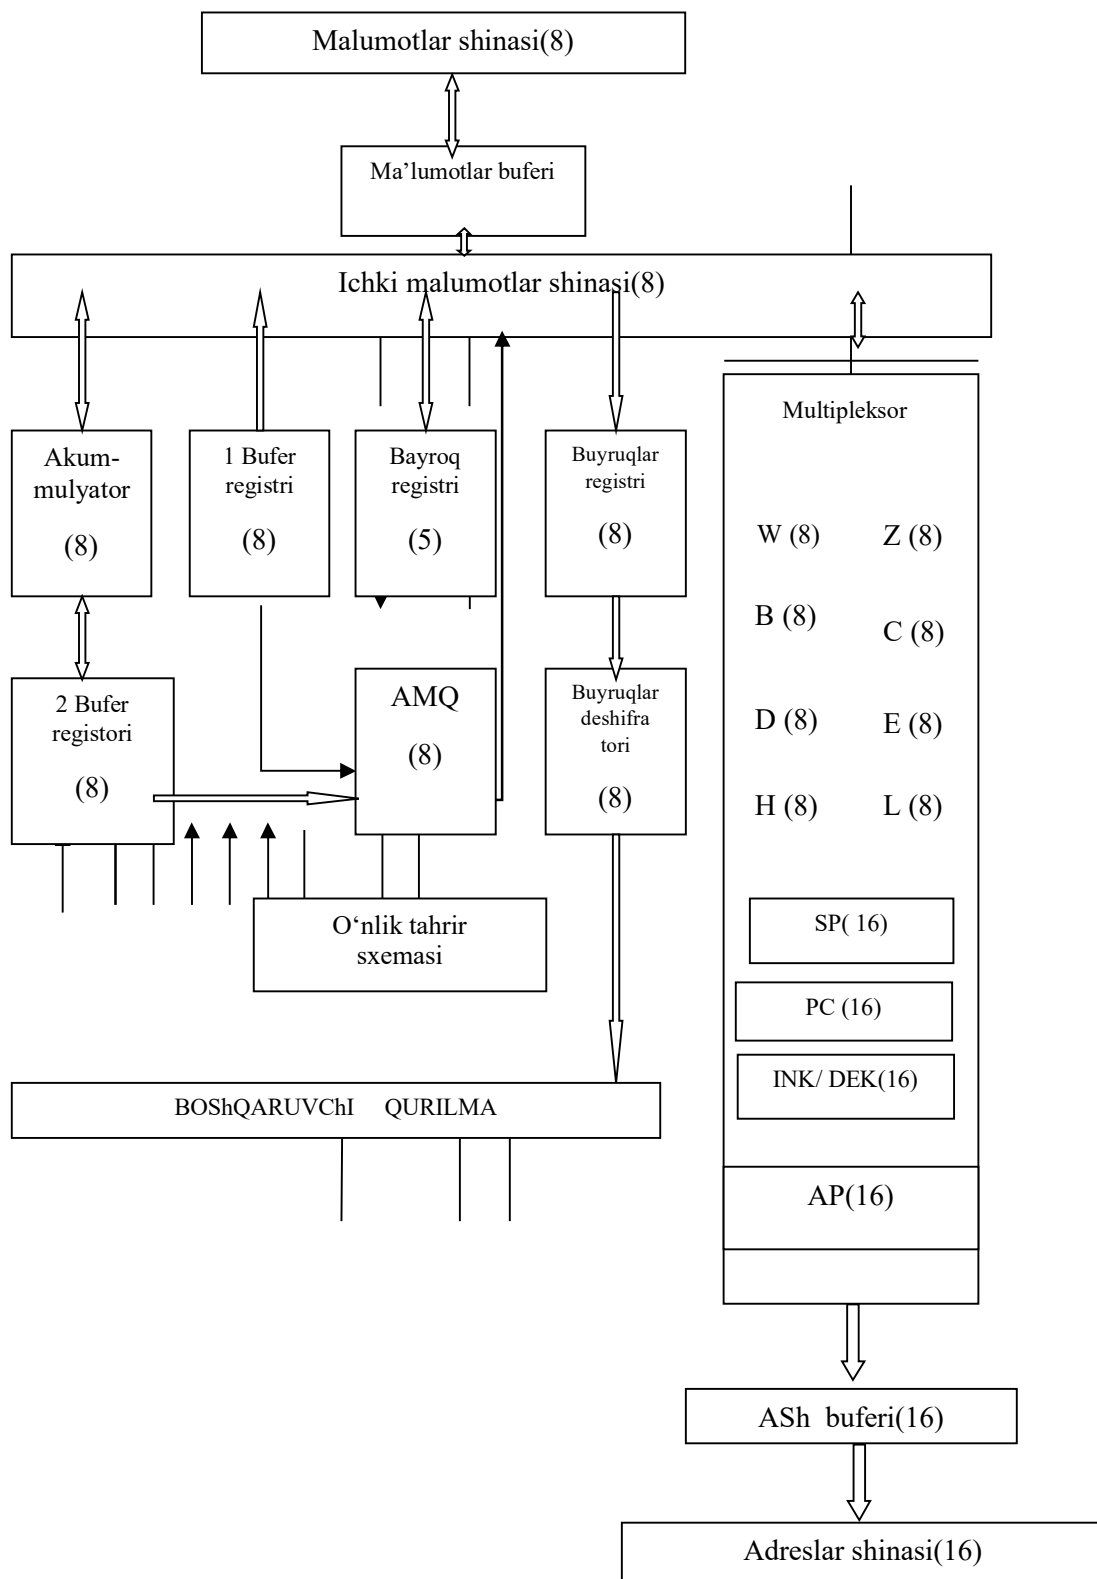 Malumotlar shinasi(8)
Ma’lumotlar buferi
Ichki malumotlar shinasi(8)
Akum-
mulyator
(8)
1 Bufer
registri
(8)
Bayroq
registri
(5)
Buyruqlar
registri
(8)
Multipleksor
W (8)
Z (8)
B (8)
C (8)
D (8)
E (8)
H (8)
L (8)
2 Bufer
registori
(8)
AMQ
(8)
Buyruqlar
deshifra
tori
(8)
O‘nlik tahrir
sxemasi
SP( 16)
PC (16)
INK/ DEK(16)
BOShQARUVChI QURILMA
AP(16)
ASh buferi(16)
Adreslar shinasi(16)